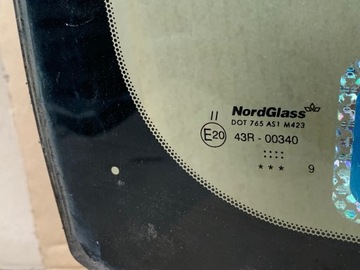 NordGlass
DOT 765 AS1 M423
II
E20 43R - 00340
*** 9